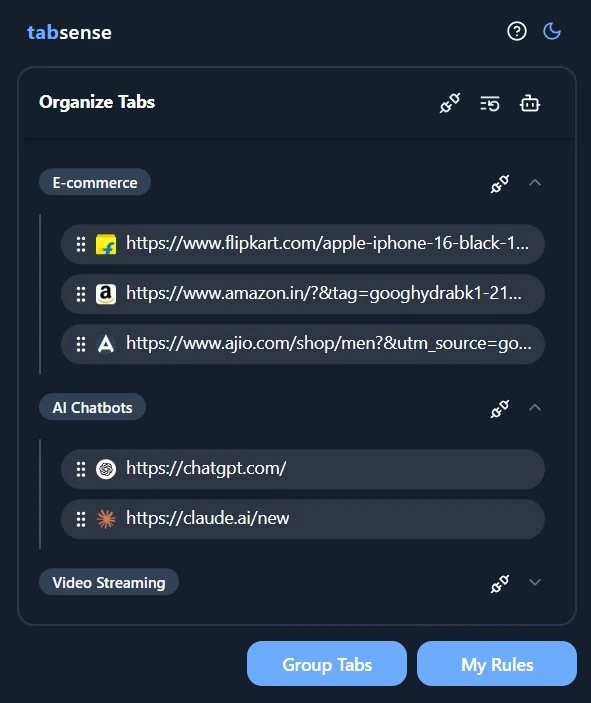 tabsense
Organize Tabs
E-commerce
https://www.flipkart.com/apple-iphone-16-black-1...
https://www.amazon.in/?&tag=googhydrabk1-21...
https://www.ajio.com/shop/men?&utm_source=go...
AI Chatbots
https://chatgpt.com/
https://claude.ai/new
Video Streaming
Group Tabs
My Rules